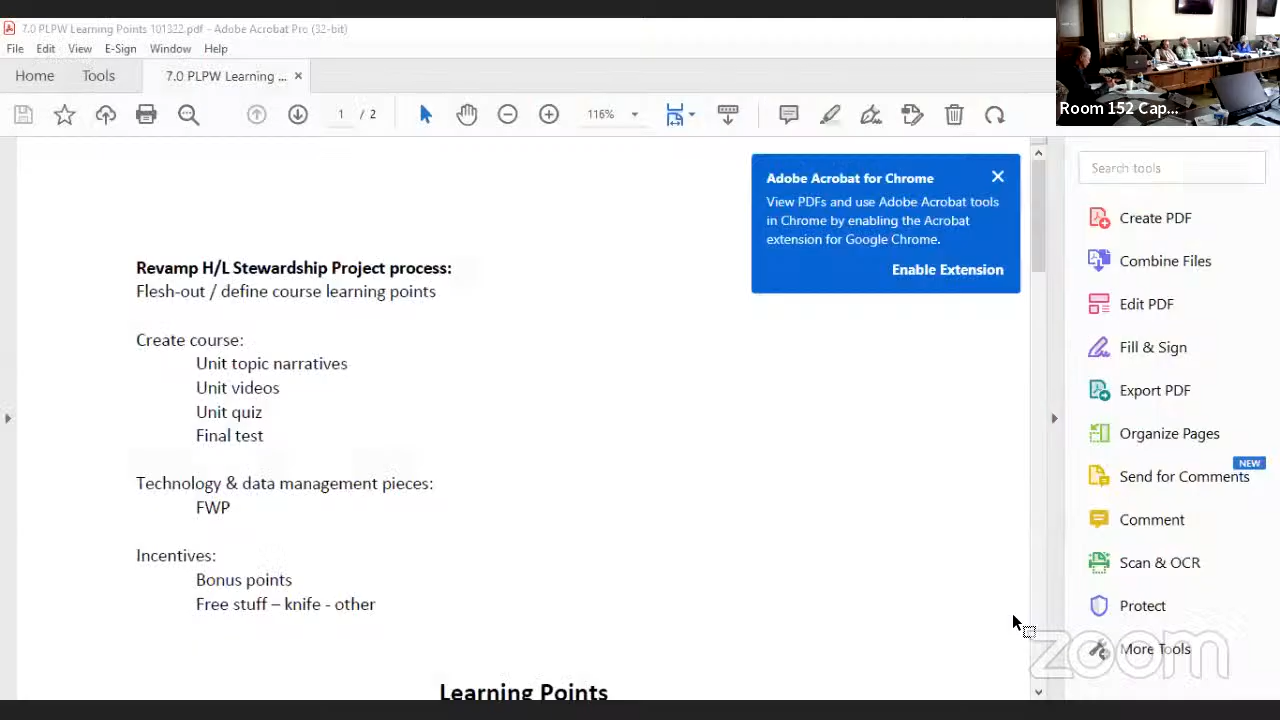 7.0 PLPW Learning Points 101322.pdf - Adobe Acrobat Pro (32-bit)
File Edit View E-Sign Window Help
Home Tools 7.0 PLPW Learning ... ×
1 / 2 116%
Room 152 Cap...
Adobe Acrobat for Chrome
View PDFs and use Adobe Acrobat tools
in Chrome by enabling the Acrobat
extension for Google Chrome.
Enable Extension
Revamp H/L Stewardship Project process:
Flesh-out / define course learning points
Create course:
Unit topic narratives
Unit videos
Unit quiz
Final test
Technology & data management pieces:
FWP
Incentives:
Bonus points
Free stuff – knife - other
Learning Points
Search tools
Create PDF
Combine Files
Edit PDF
Fill & Sign
Export PDF
Organize Pages
NEW
Send for Comments
Comment
Scan & OCR
Protect
More Tools
zoom